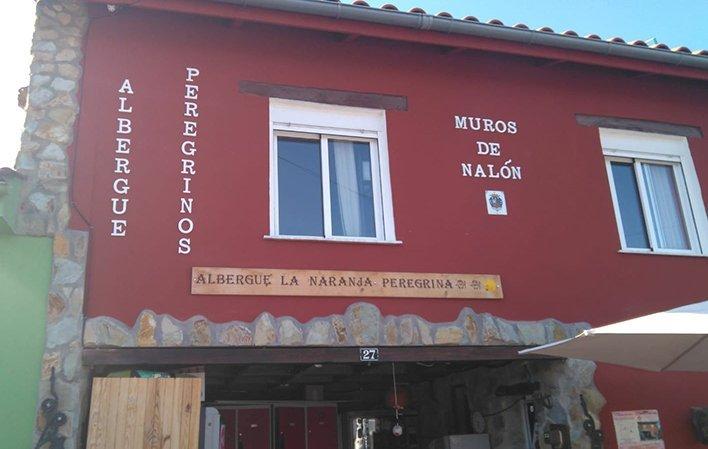 ALBERGUE
PEREGRINOS
MUROS
DE
NALÓN
ALBERGUE LA NARANJA PEREGRINA
27